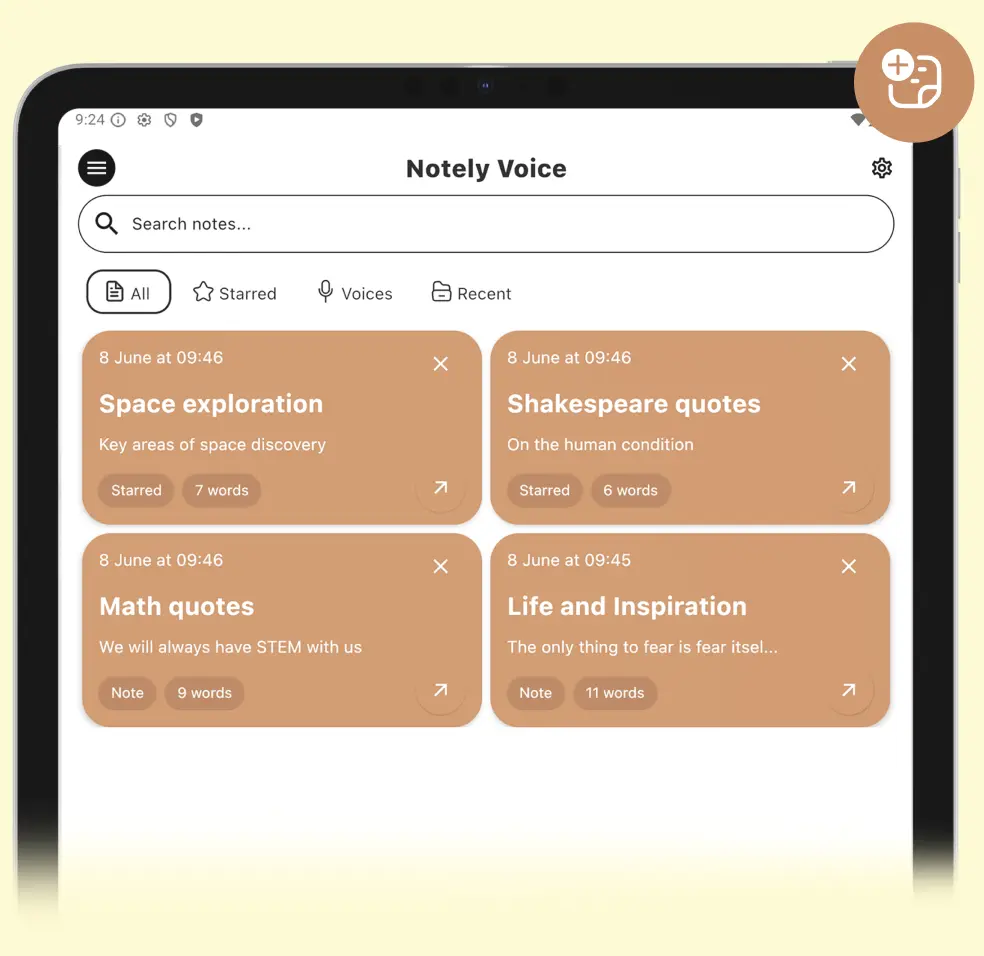 9:24
Notely Voice
Search notes...
All Starred Voices Recent
8 June at 09:46
Space exploration
Key areas of space discovery
Starred 7 words
8 June at 09:46
Shakespeare quotes
On the human condition
Starred 6 words
8 June at 09:46
Math quotes
We will always have STEM with us
Note 9 words
8 June at 09:45
Life and Inspiration
The only thing to fear is fear itsel...
Note 11 words